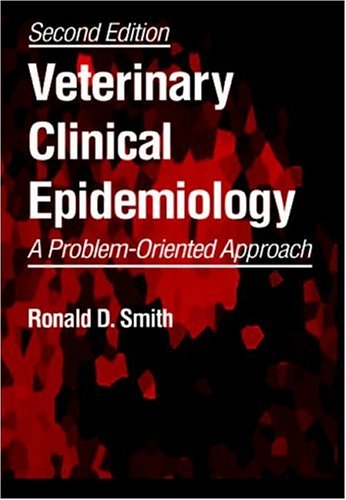 Second Edition
Veterinary
Clinical
Epidemiology
A Problem-Oriented Approach
Ronald D. Smith